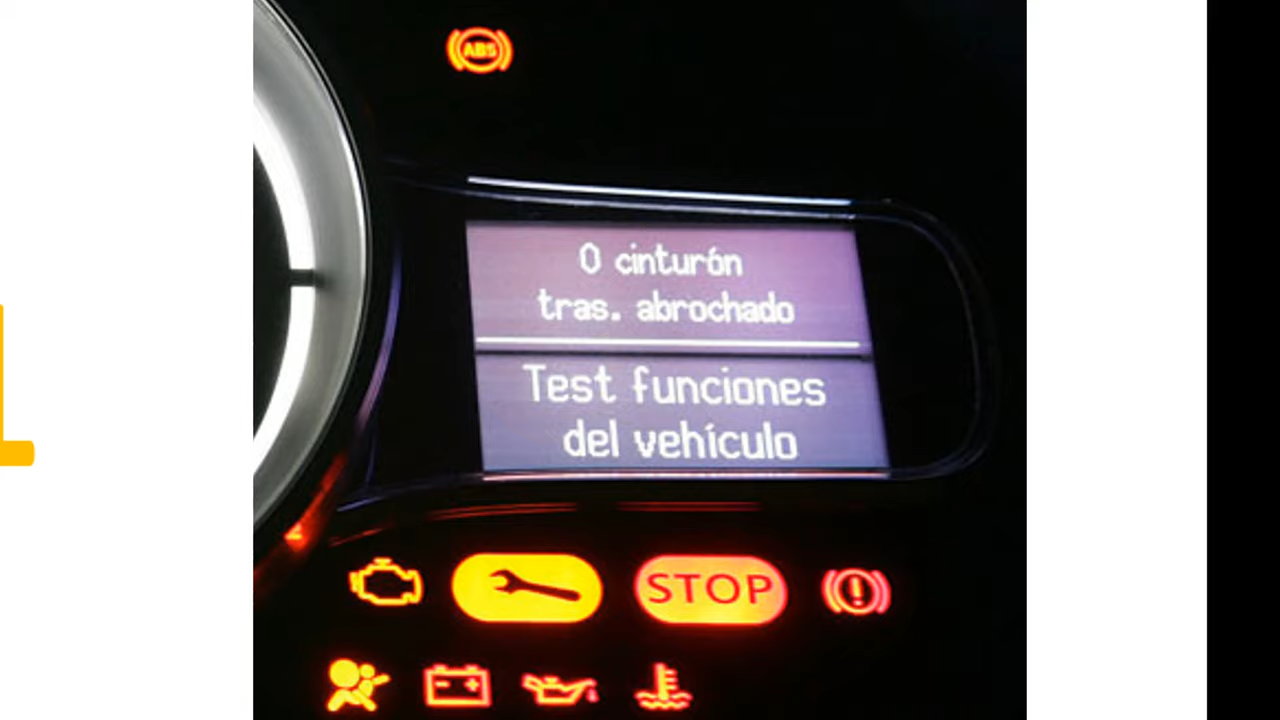 ABS
0 cinturón
tras. abrochado
Test funciones
del vehículo
STOP